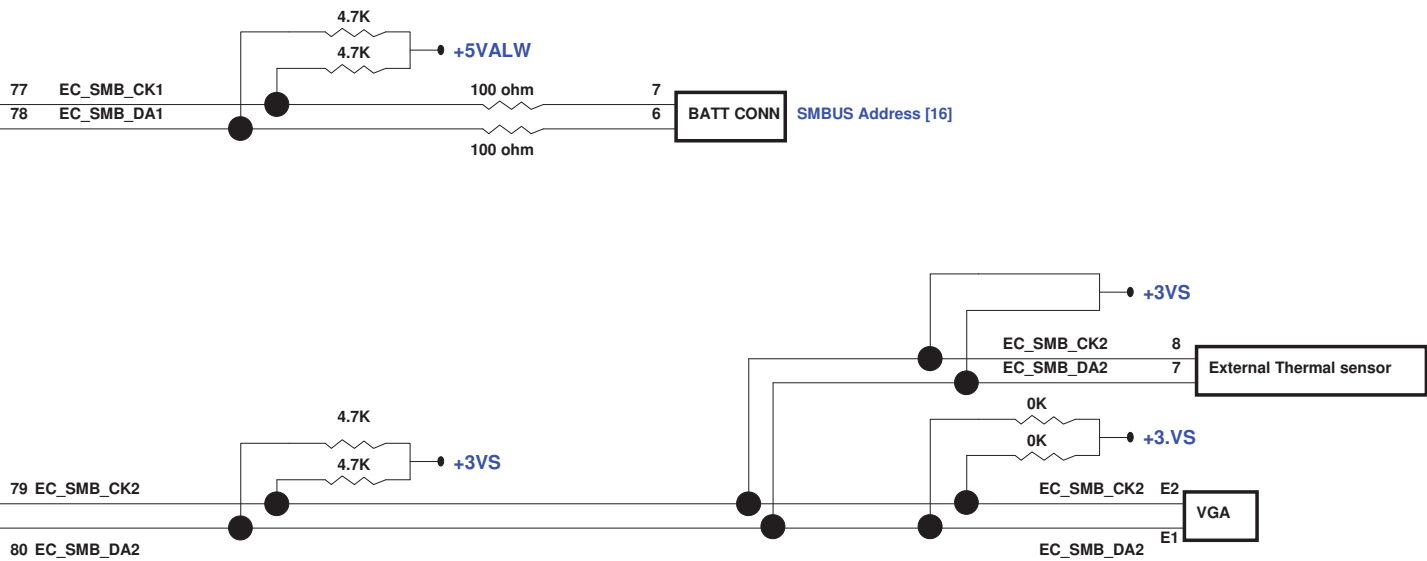 4.7K
4.7K
+5VALW
77 EC_SMB_CK1 100 ohm 7
78 EC_SMB_DA1 6 BATT CONN SMBUS Address [16]
100 ohm
+3VS
EC_SMB_CK2 8
EC_SMB_DA2 7 External Thermal sensor
0K
4.7K
+3.VS
0K
4.7K
+3VS
79 EC_SMB_CK2 EC_SMB_CK2 E2
VGA
E1
80 EC_SMB_DA2 EC_SMB_DA2